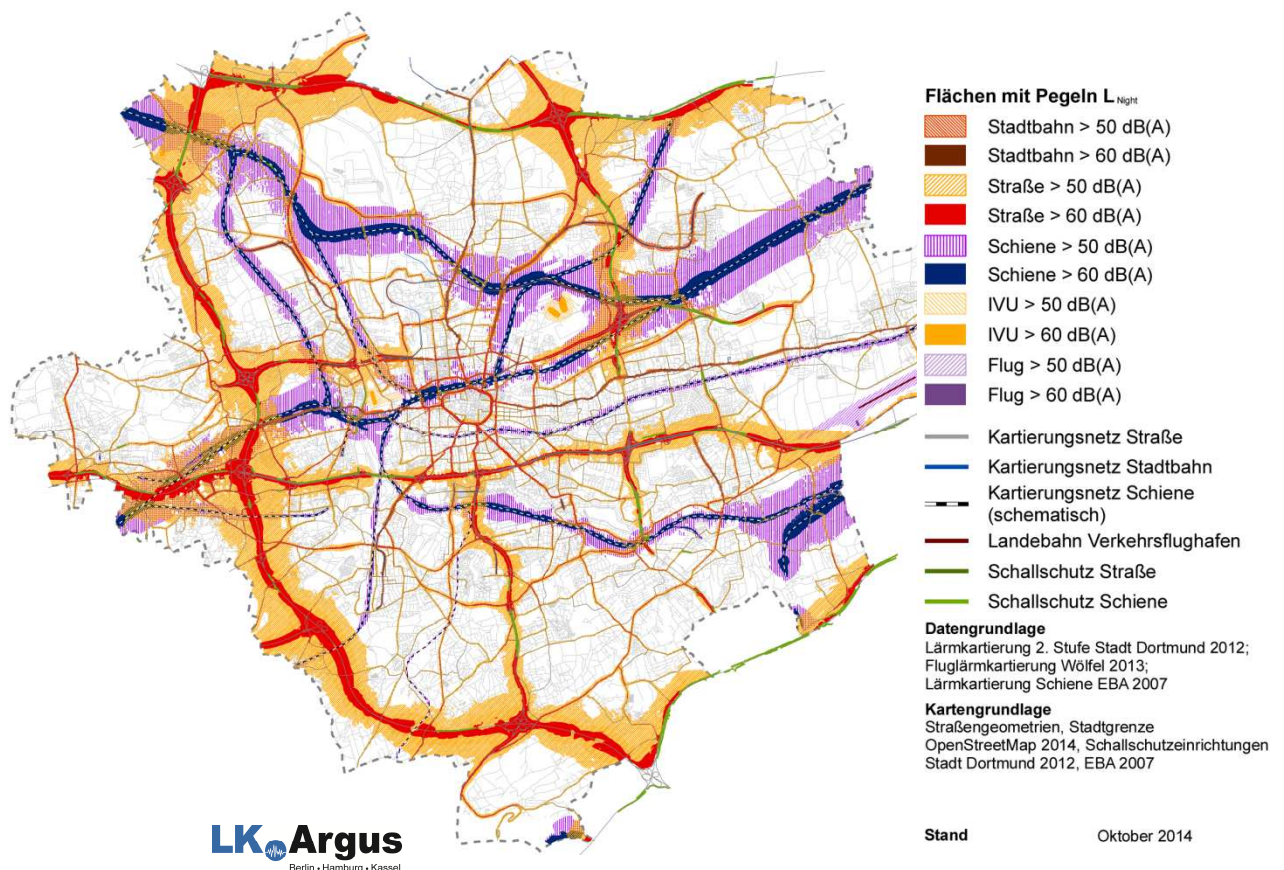 Flächen mit Pegeln L Night
Stadtbahn > 50 dB(A)
Stadtbahn > 60 dB(A)
Straße > 50 dB(A)
Straße > 60 dB(A)
Schiene > 50 dB(A)
Schiene > 60 dB(A)
IVU > 50 dB(A)
IVU > 60 dB(A)
Flug > 50 dB(A)
Flug > 60 dB(A)
Kartierungsnetz Straße
Kartierungsnetz Stadtbahn
Kartierungsnetz Schiene
(schematisch)
Landebahn Verkehrsflughafen
Schallschutz Straße
Schallschutz Schiene
Datengrundlage
Lärmkartierung 2. Stufe Stadt Dortmund 2012;
Fluglärmkartierung Wölfel 2013;
Lärmkartierung Schiene EBA 2007
Kartengrundlage
Straßengeometrien, Stadtgrenze
OpenStreetMap 2014, Schallschutzeinrichtungen
Stadt Dortmund 2012, EBA 2007
Stand Oktober 2014
LK Argus
Berlin • Hamburg • Kassel